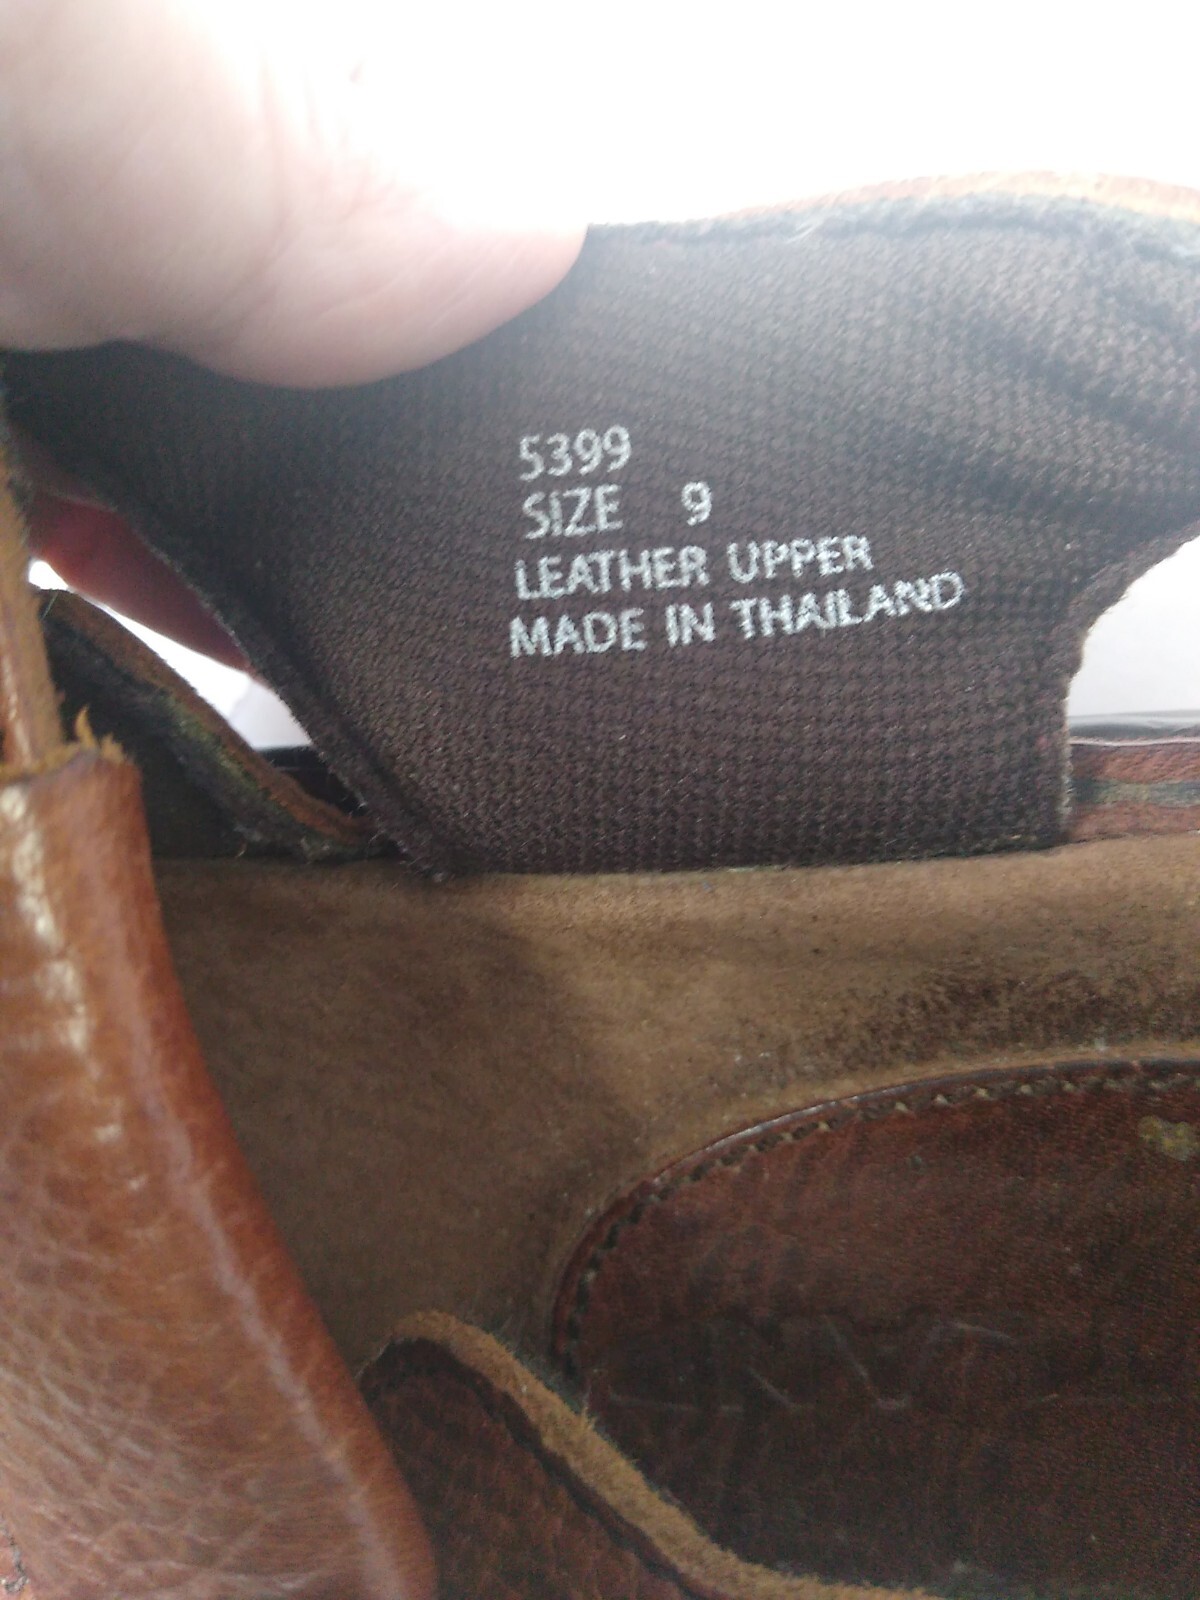 5399
SIZE 9
LEATHER UPPER
MADE IN THAILAND